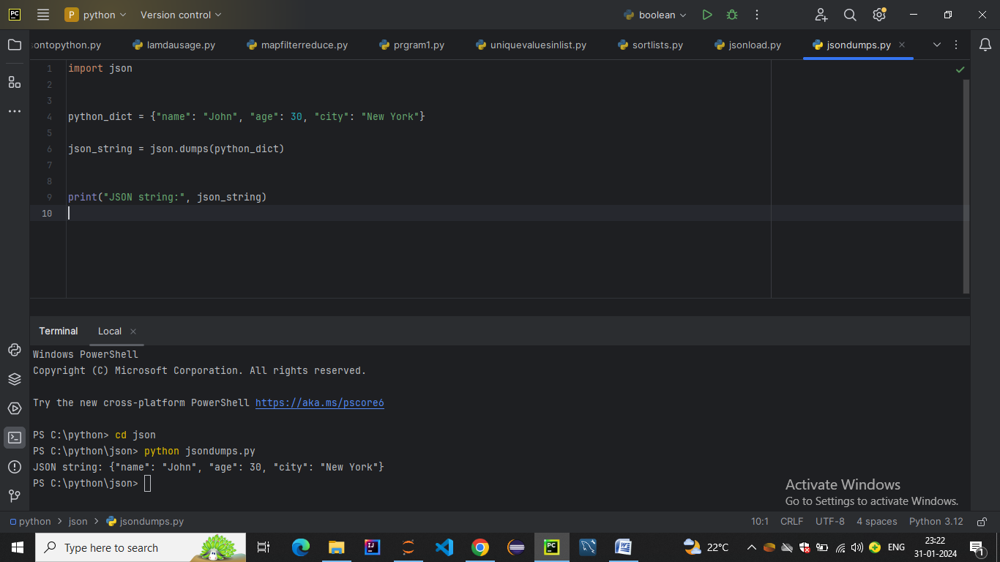 PC P python Version control boolean
ontopython.py lamdausage.py mapfilterreduce.py prgram1.py uniquevaluesinlist.py sortlists.py jsonload.py jsondumps.py
1 import json
2
3
4 python_dict = {"name": "John", "age": 30, "city": "New York"}
5
6 json_string = json.dumps(python_dict)
7
8
9 print("JSON string:", json_string)
10
Terminal Local
Windows PowerShell
Copyright (C) Microsoft Corporation. All rights reserved.
Try the new cross-platform PowerShell https://aka.ms/pscore6
PS C:\python> cd json
PS C:\python\json> python jsondumps.py
JSON string: {"name": "John", "age": 30, "city": "New York"}
PS C:\python\json>
Activate Windows
Go to Settings to activate Windows.
python > json > jsondumps.py 10:1 CRLF UTF-8 4 spaces Python 3.12
Type here to search IJ PC W 22°C ENG 23:22
31-01-2024 1